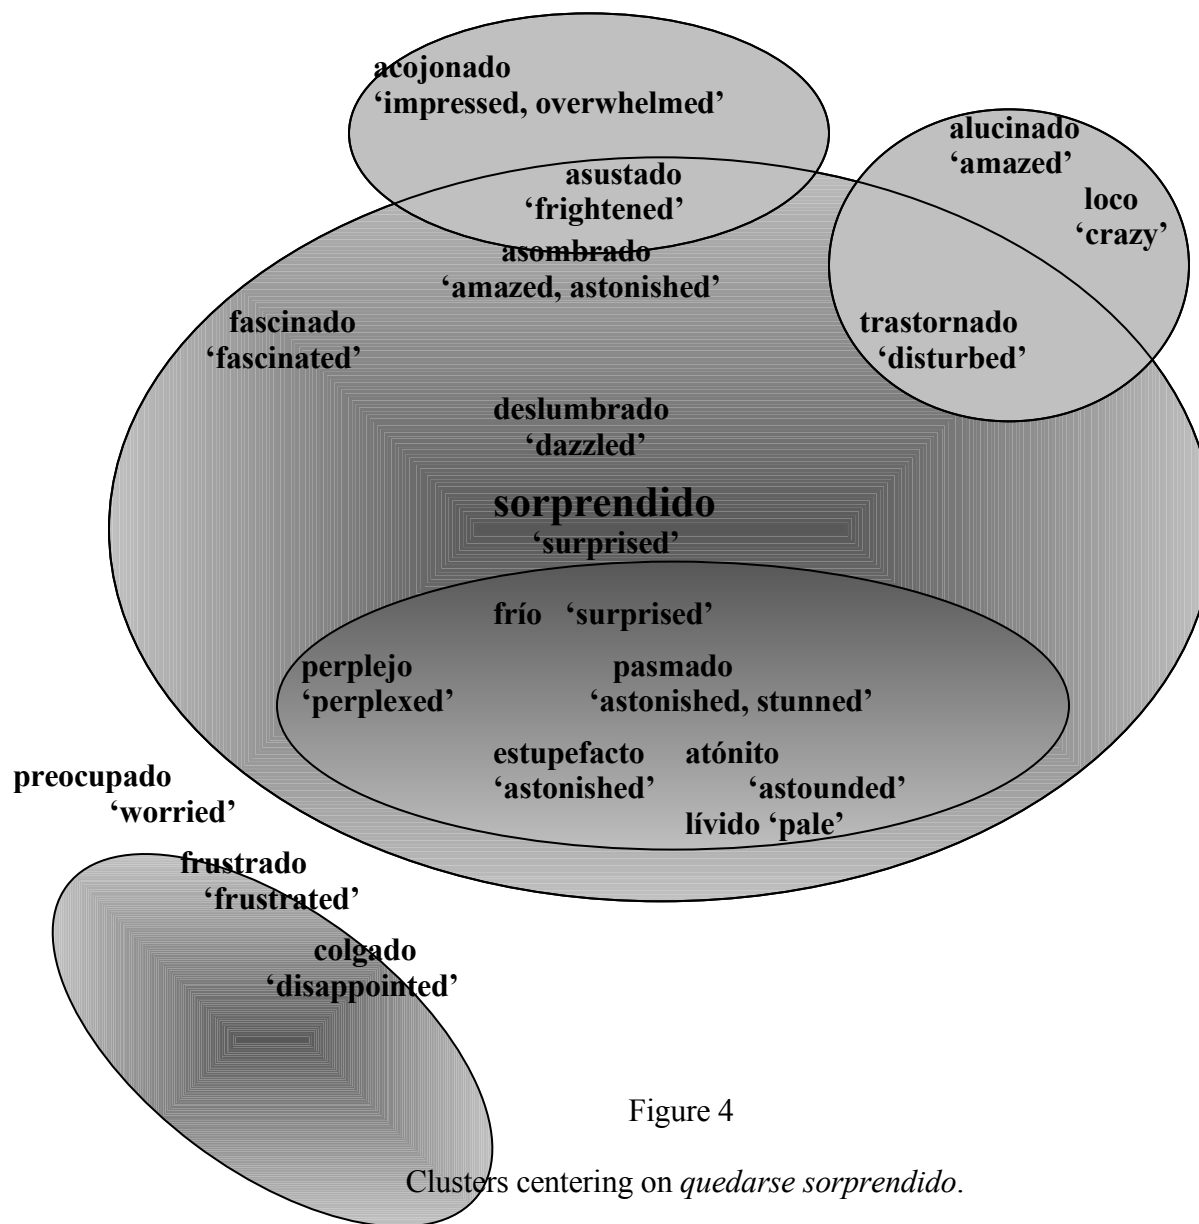 acojonado
‘impressed, overwhelmed’
alucinado
‘amazed’
asustado
‘frightened’
loco
‘crazy’
asombrado
‘amazed, astonished’
fascinado
‘fascinated’
trastornado
‘disturbed’
deslumbrado
‘dazzled’
sorprendido
‘surprised’
frío ‘surprised’
perplejo
‘perplexed’
pasmado
‘astonished, stunned’
estupefacto
‘astonished’
atónito
‘astounded’
lívido ‘pale’
preocupado
‘worried’
frustrado
‘frustrated’
colgado
‘disappointed’
Figure 4
Clusters centering on quedarse sorprendido.